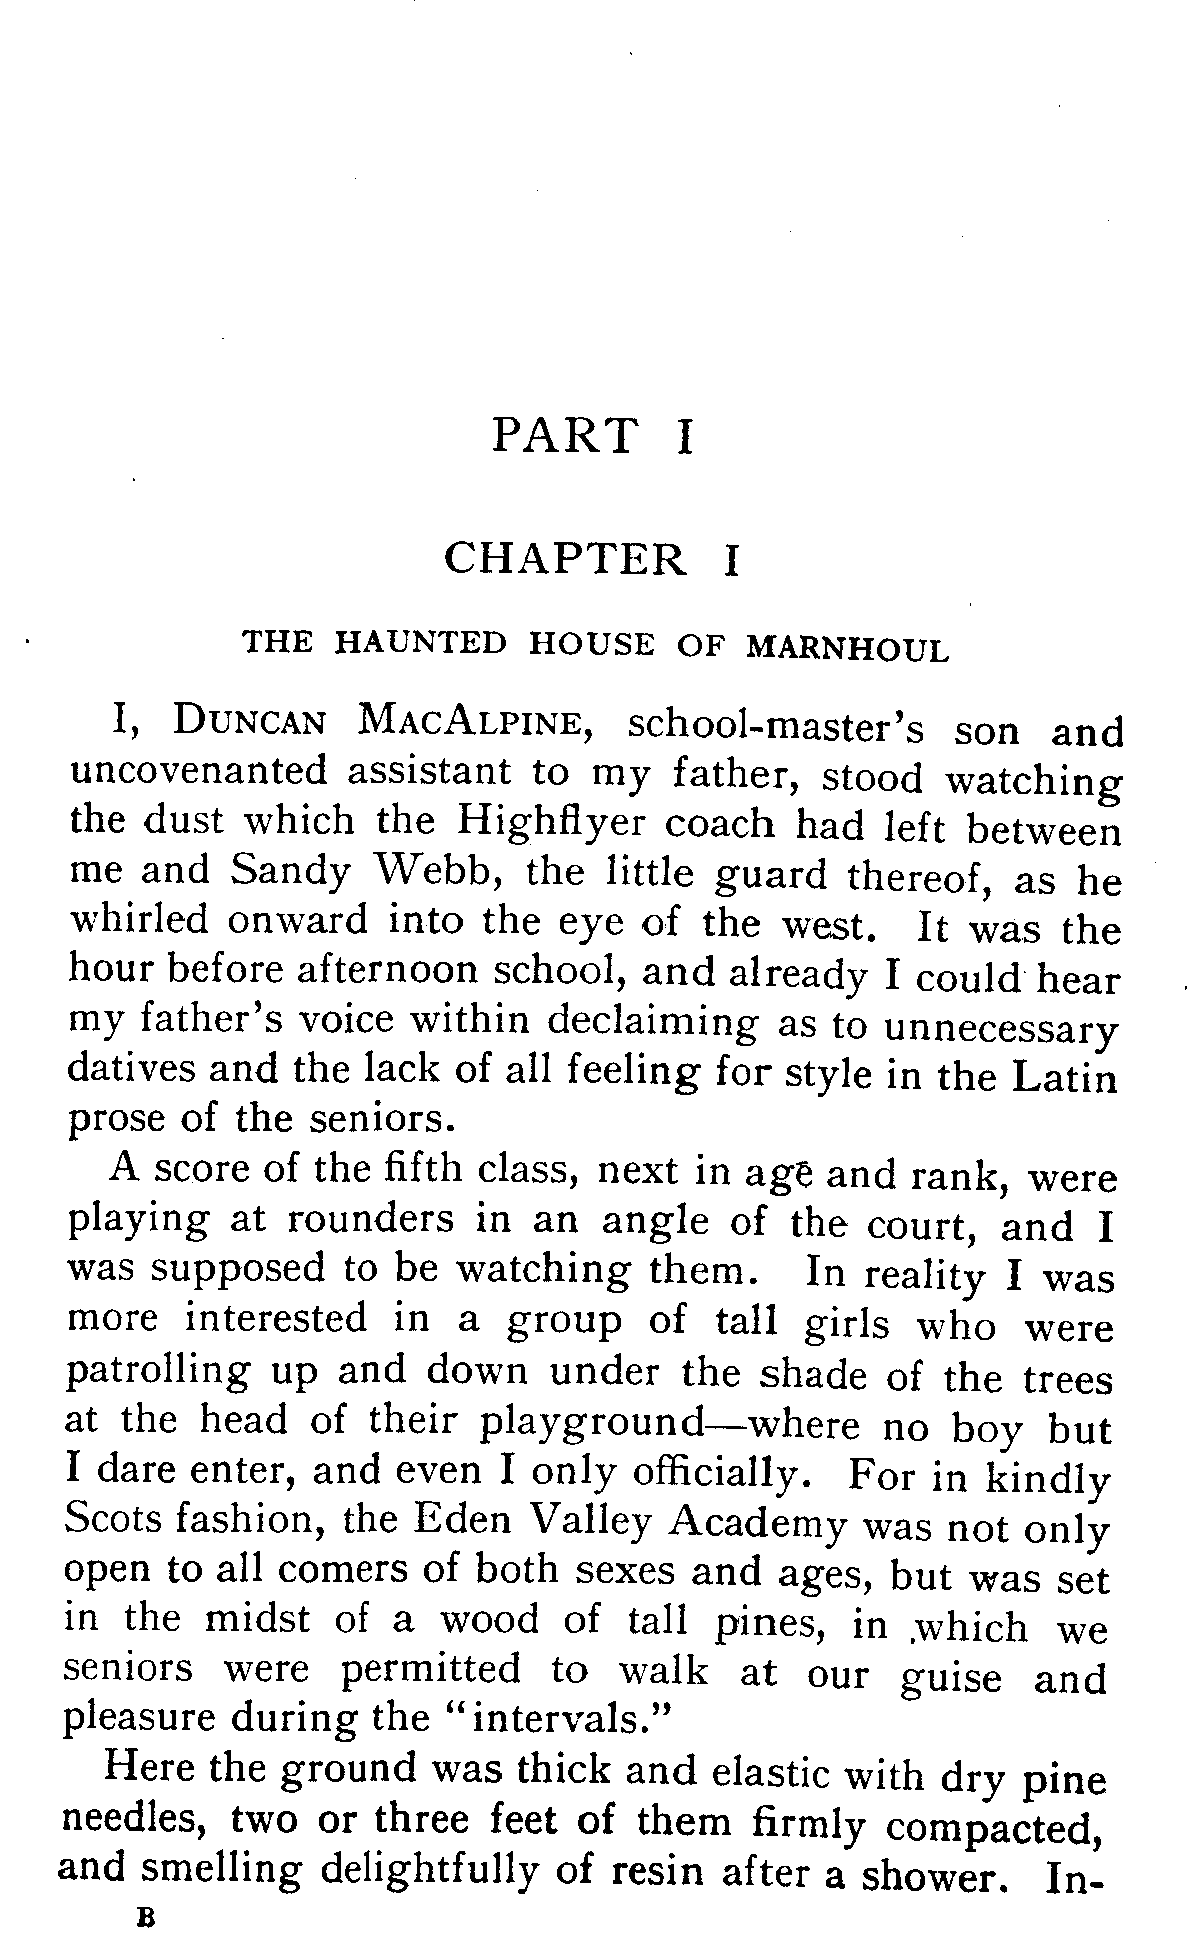 PART I
CHAPTER I
THE HAUNTED HOUSE OF MARNHOUL
I, DUNCAN MACALPINE, school-master's son and
uncovenanted assistant to my father, stood watching
the dust which the Highflyer coach had left between
me and Sandy Webb, the little guard thereof, as he
whirled onward into the eye of the west. It was the
hour before afternoon school, and already I could hear
my father's voice within declaiming as to unnecessary
datives and the lack of all feeling for style in the Latin
prose of the seniors.
A score of the fifth class, next in age and rank, were
playing at rounders in an angle of the court, and I
was supposed to be watching them. In reality I was
more interested in a group of tall girls who were
patrolling up and down under the shade of the trees
at the head of their playground—where no boy but
I dare enter, and even I only officially. For in kindly
Scots fashion, the Eden Valley Academy was not only
open to all comers of both sexes and ages, but was set
in the midst of a wood of tall pines, in which we
seniors were permitted to walk at our guise and
pleasure during the "intervals."
Here the ground was thick and elastic with dry pine
needles, two or three feet of them firmly compacted,
and smelling delightfully of resin after a shower. In-
B